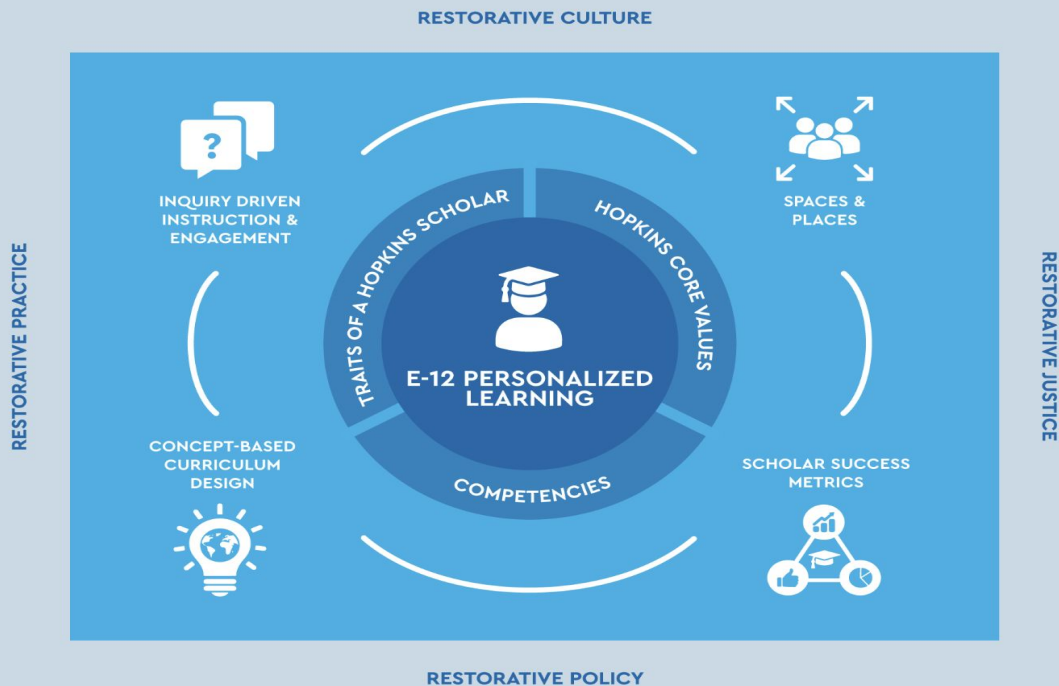 RESTORATIVE CULTURE
RESTORATIVE PRACTICE
INQUIRY DRIVEN
INSTRUCTION &
ENGAGEMENT
?
SPACES &
PLACES
TRAITS OF A HOPKINS SCHOLAR
HOPKINS CORE VALUES
E-12 PERSONALIZED
LEARNING
COMPETENCIES
CONCEPT-BASED
CURRICULUM
DESIGN
SCHOLAR SUCCESS
METRICS
RESTORATIVE JUSTICE
RESTORATIVE POLICY